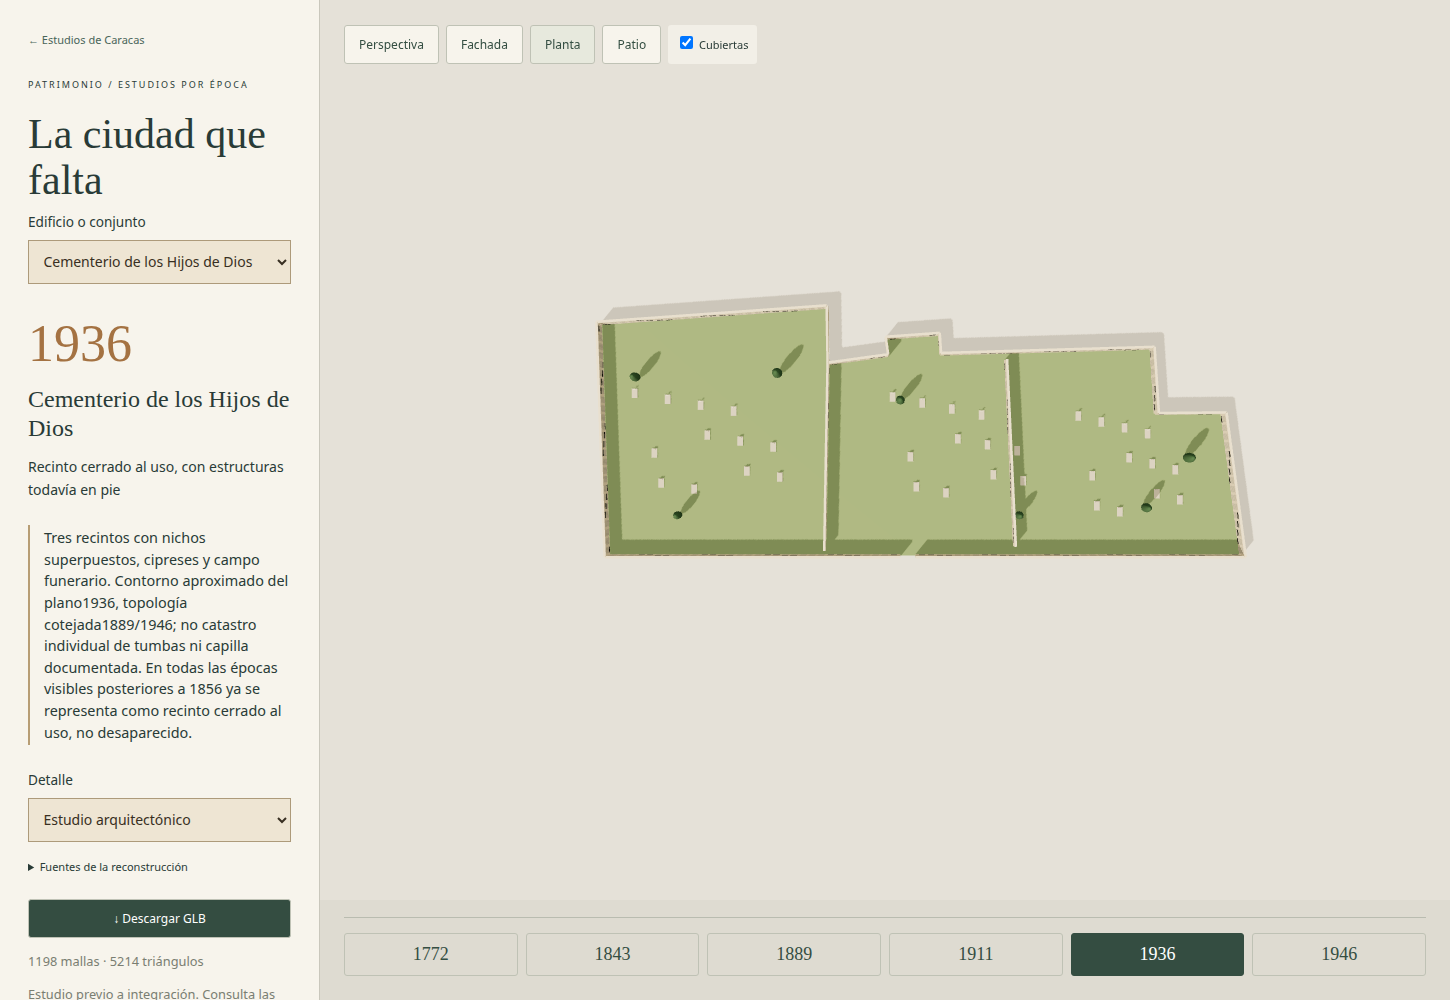 ← Estudios de Caracas
PATRIMONIO / ESTUDIOS POR ÉPOCA
La ciudad que
falta
Edificio o conjunto
Cementerio de los Hijos de Dios
1936
Cementerio de los Hijos de
Dios
Recinto cerrado al uso, con estructuras
todavía en pie
Tres recintos con nichos
superpuestos, cipreses y campo
funerario. Contorno aproximado del
plano1936, topología
cotejada1889/1946; no catastro
individual de tumbas ni capilla
documentada. En todas las épocas
visibles posteriores a 1856 ya se
representa como recinto cerrado al
uso, no desaparecido.
Detalle
Estudio arquitectónico
Fuentes de la reconstrucción
↓ Descargar GLB
1198 mallas · 5214 triángulos
Estudio previo a integración. Consulta las
Perspectiva
Fachada
Planta
Patio
Cubiertas
1772
1843
1889
1911
1936
1946